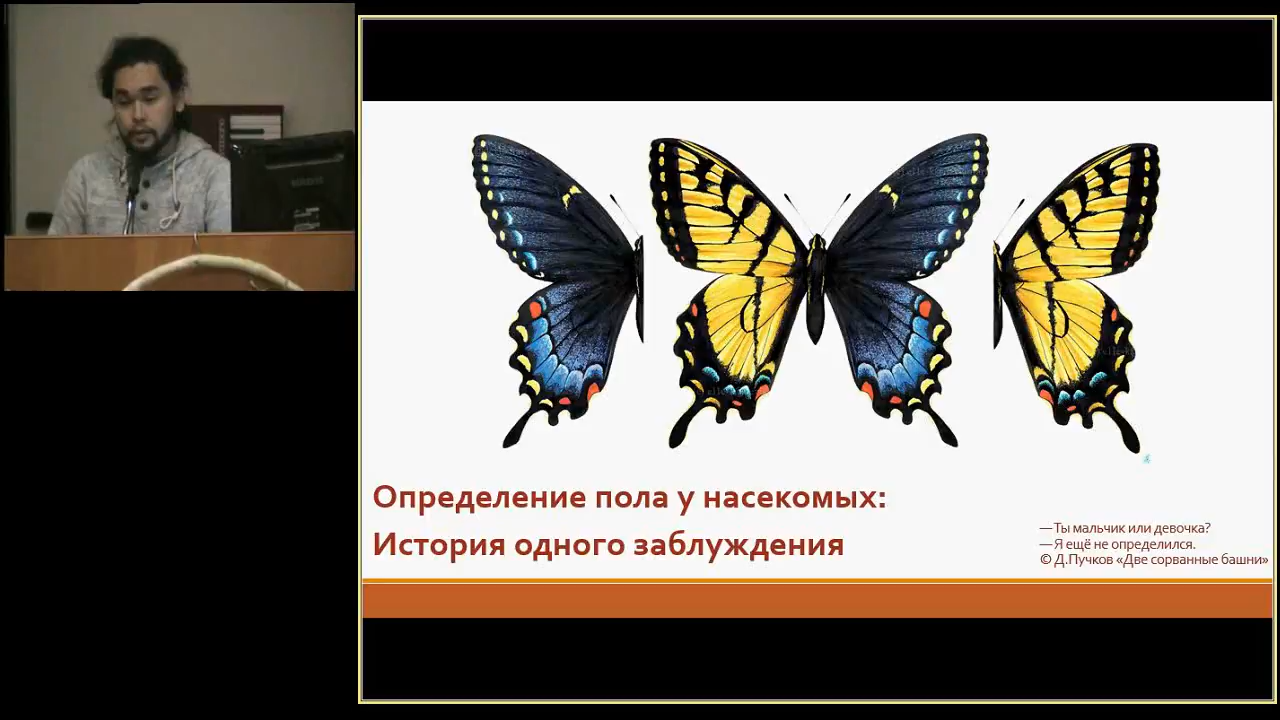 Определение пола у насекомых:
История одного заблуждения
— Ты мальчик или девочка?
— Я ещё не определился.
© Д.Пучков «Две сорванные башни»